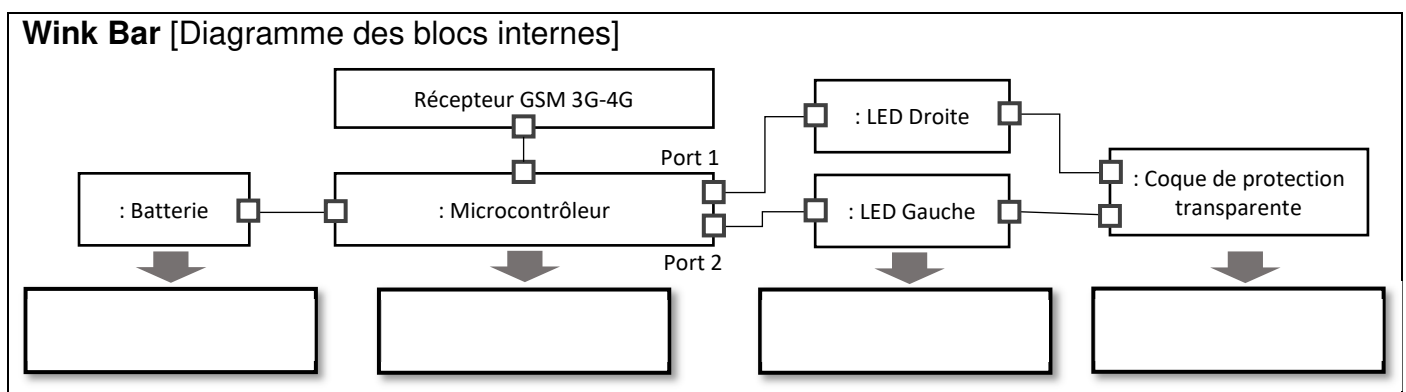 Wink Bar [Diagramme des blocs internes]
Récepteur GSM 3G-4G
: LED Droite
Port 1
: Batterie
: Microcontrôleur
: LED Gauche
: Coque de protection
transparente
Port 2